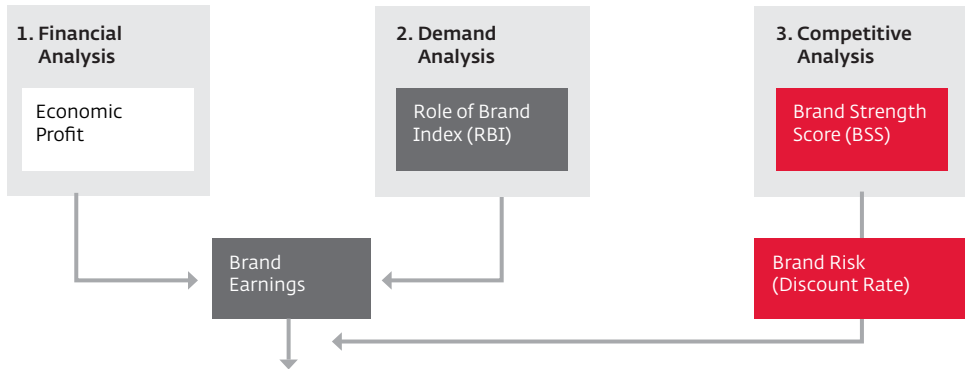 1. Financial
Analysis
Economic
Profit
2. Demand
Analysis
Role of Brand
Index (RBI)
3. Competitive
Analysis
Brand Strength
Score (BSS)
Brand
Earnings
Brand Risk
(Discount Rate)